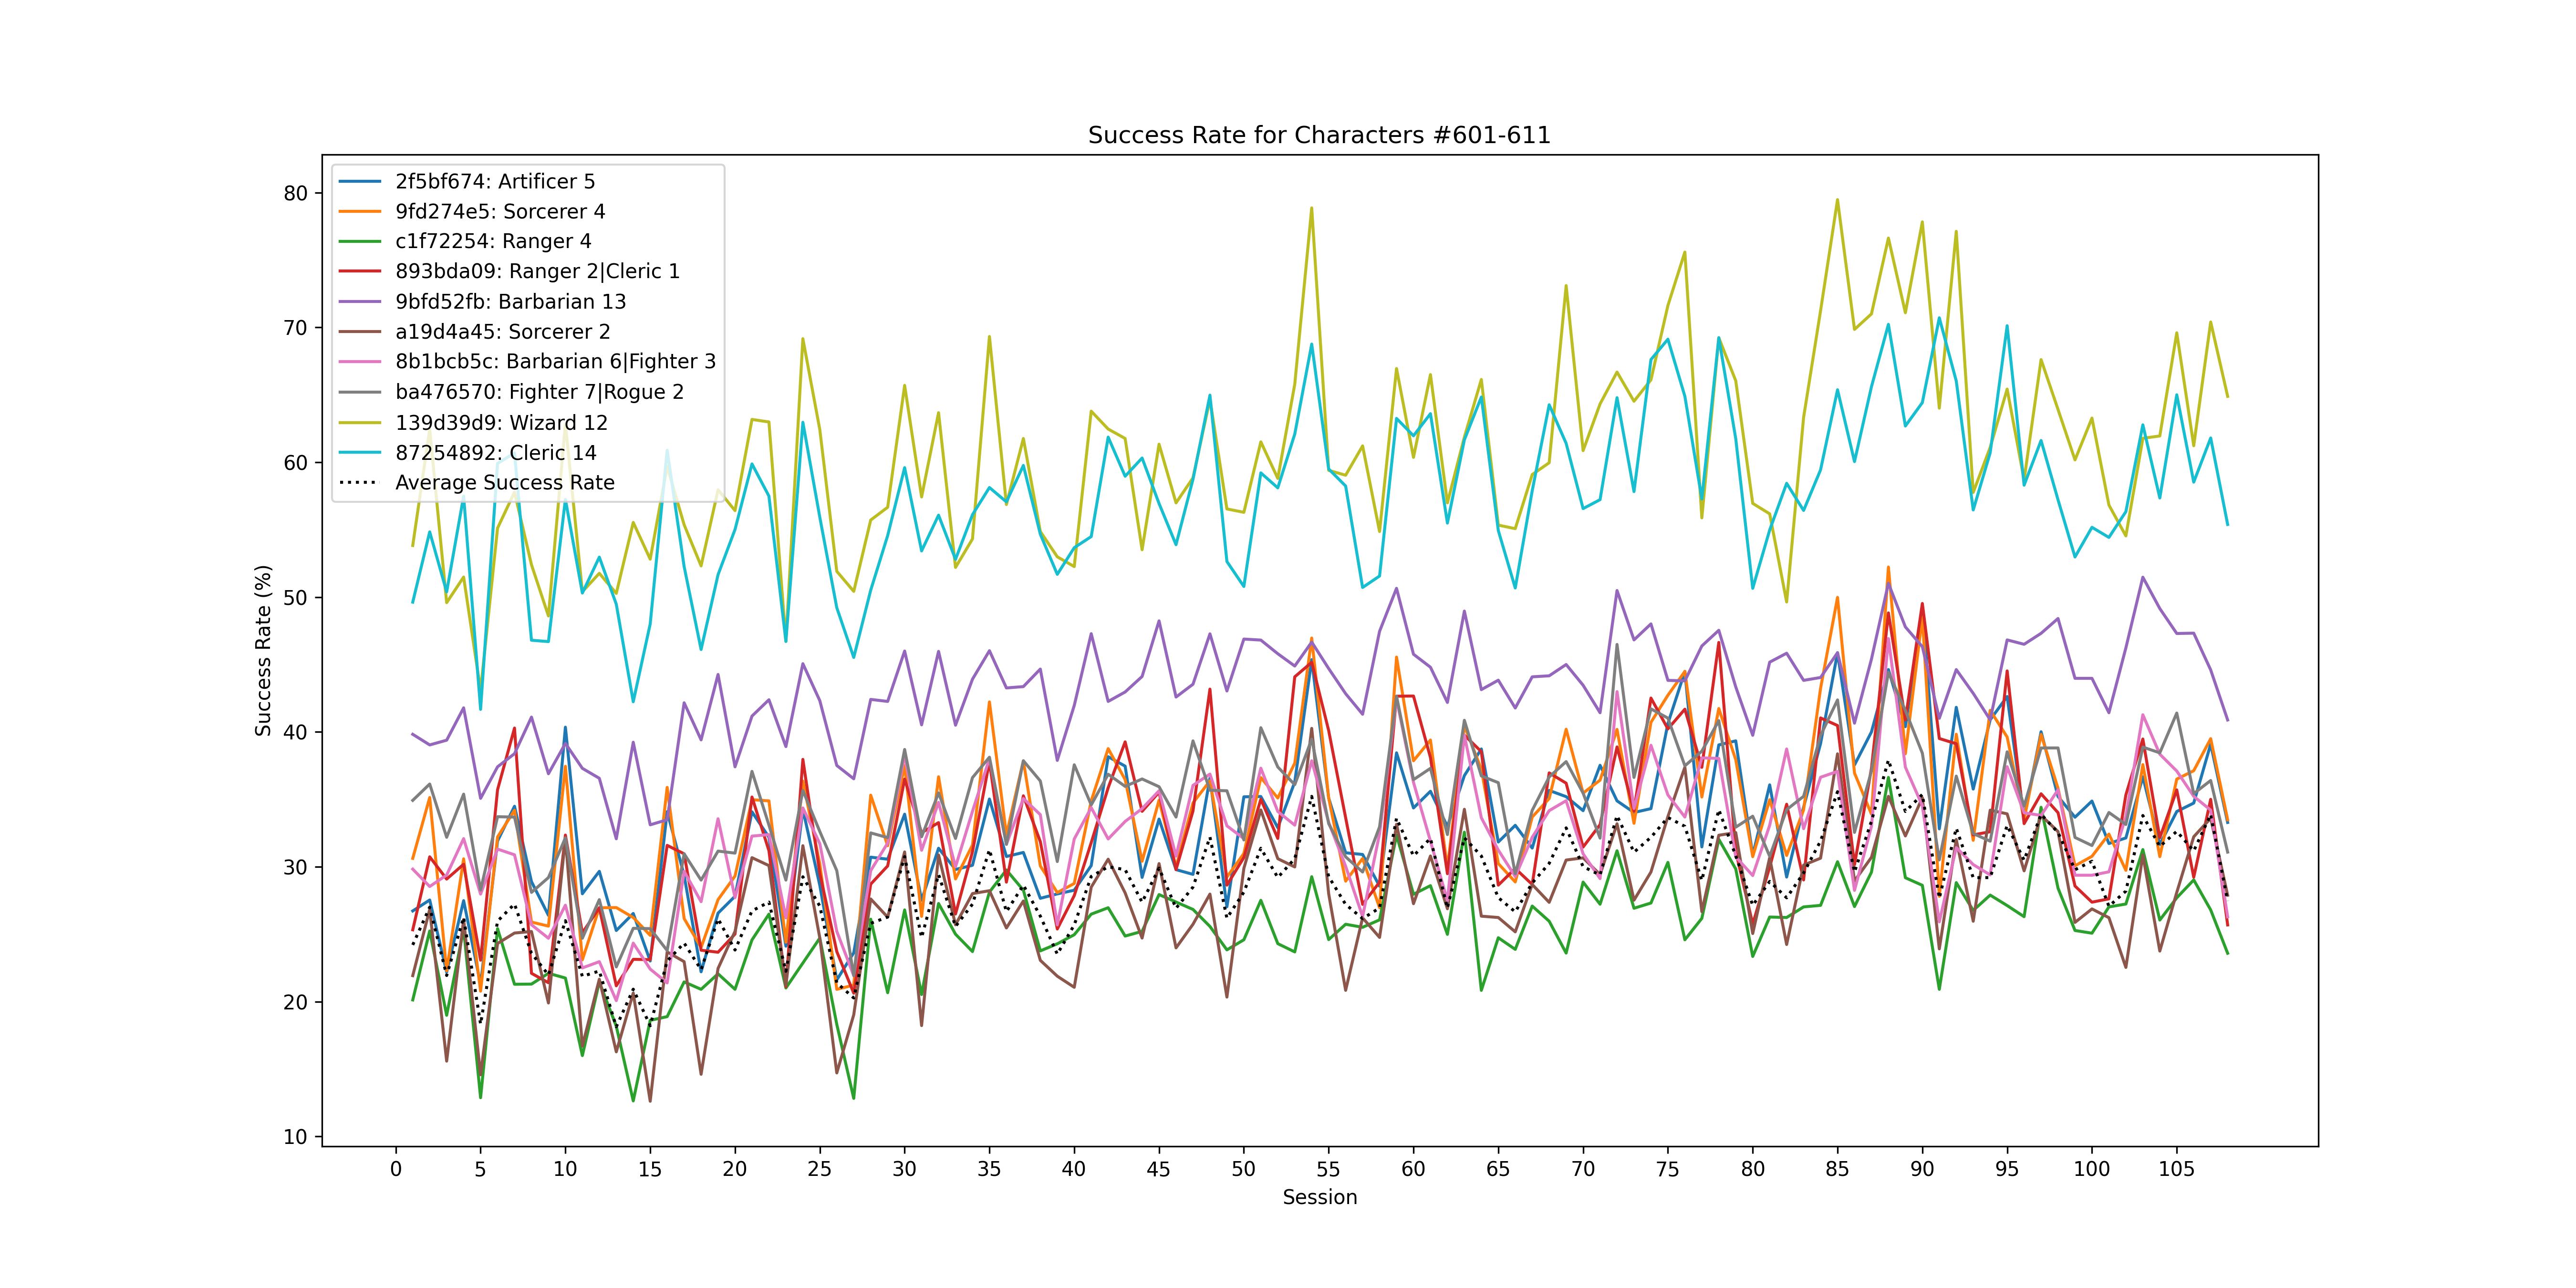 Success Rate for Characters #601-611
2f5bf674: Artificer 5
9fd274e5: Sorcerer 4
c1f72254: Ranger 4
893bda09: Ranger 2|Cleric 1
9bfd52fb: Barbarian 13
a19d4a45: Sorcerer 2
8b1bcb5c: Barbarian 6|Fighter 3
ba476570: Fighter 7|Rogue 2
139d39d9: Wizard 12
87254892: Cleric 14
Average Success Rate
Success Rate (%)
80
70
60
50
40
30
20
10
0 5 10 15 20 25 30 35 40 45 50 55 60 65 70 75 80 85 90 95 100 105
Session